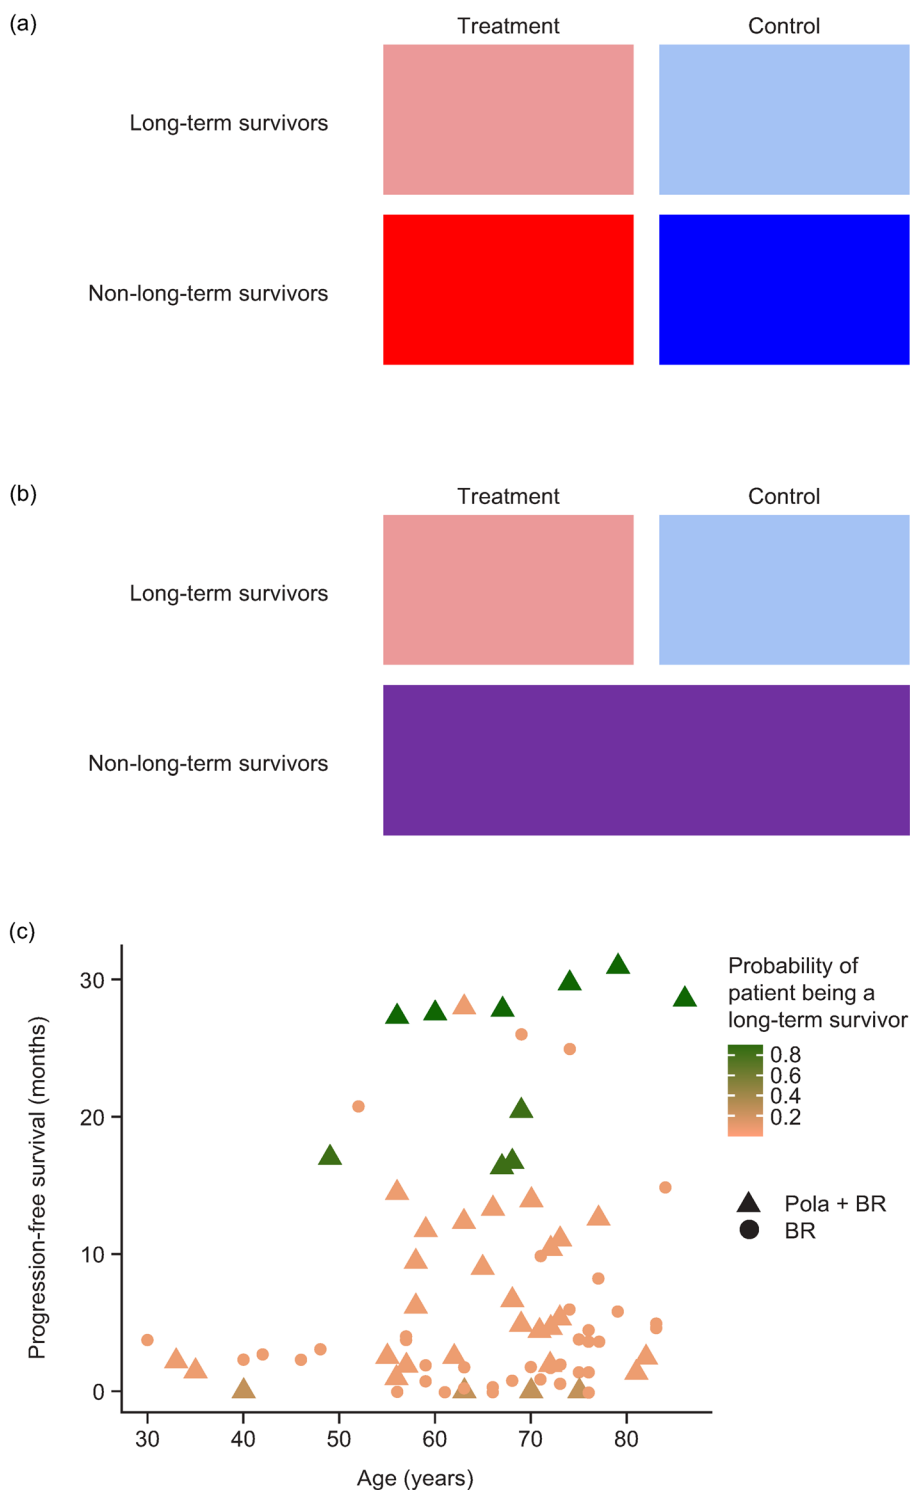 (a)
Treatment
Control
Long-term survivors
Non-long-term survivors
(b)
Treatment
Control
Long-term survivors
Non-long-term survivors
(c)
Progression-free survival (months)
30
20
10
0
30
40
50
60
70
80
Age (years)
Probability of
patient being a
long-term survivor
0.8
0.6
0.4
0.2
Pola + BR
BR